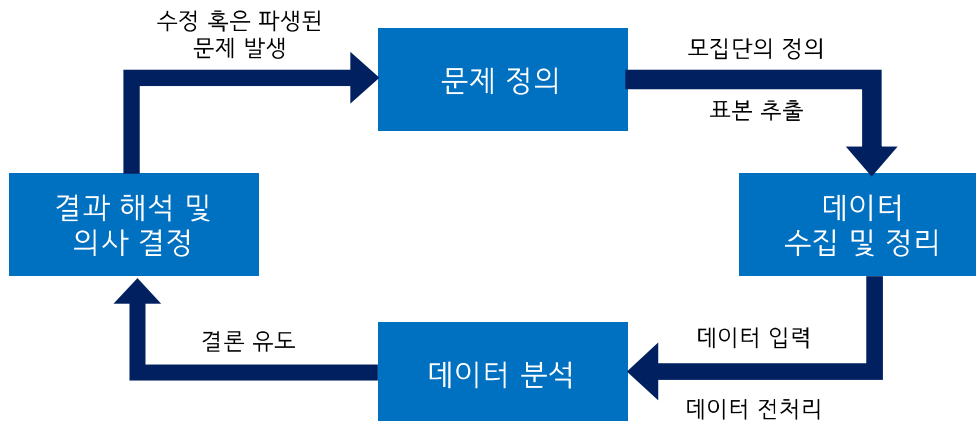 수정 혹은 파생된
문제 발생
문제 정의
모집단의 정의
표본 추출
결과 해석 및
의사 결정
데이터
수집 및 정리
결론 유도
데이터 분석
데이터 입력
데이터 전처리